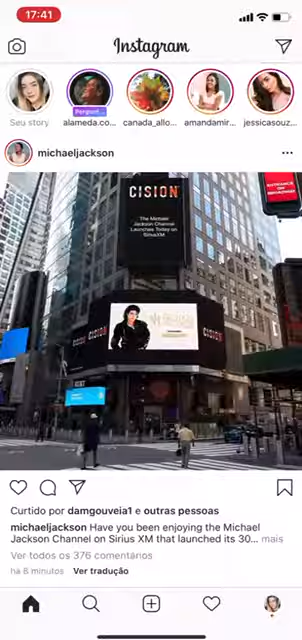 17:41
Instagram
Pergunt...
Seu story
alameda.co...
canada_allo...
amandamir...
jessicasouz...
michaeljackson
CISION
The Michael
Jackson Channel
Launches Today on
SiriusXM
CISION
CISION
Curtido por damgouveia1 e outras pessoas
michaeljackson Have you been enjoying the Michael
Jackson Channel on Sirius XM that launched its 30... mais
Ver todos os 376 comentários
há 8 minutos Ver tradução